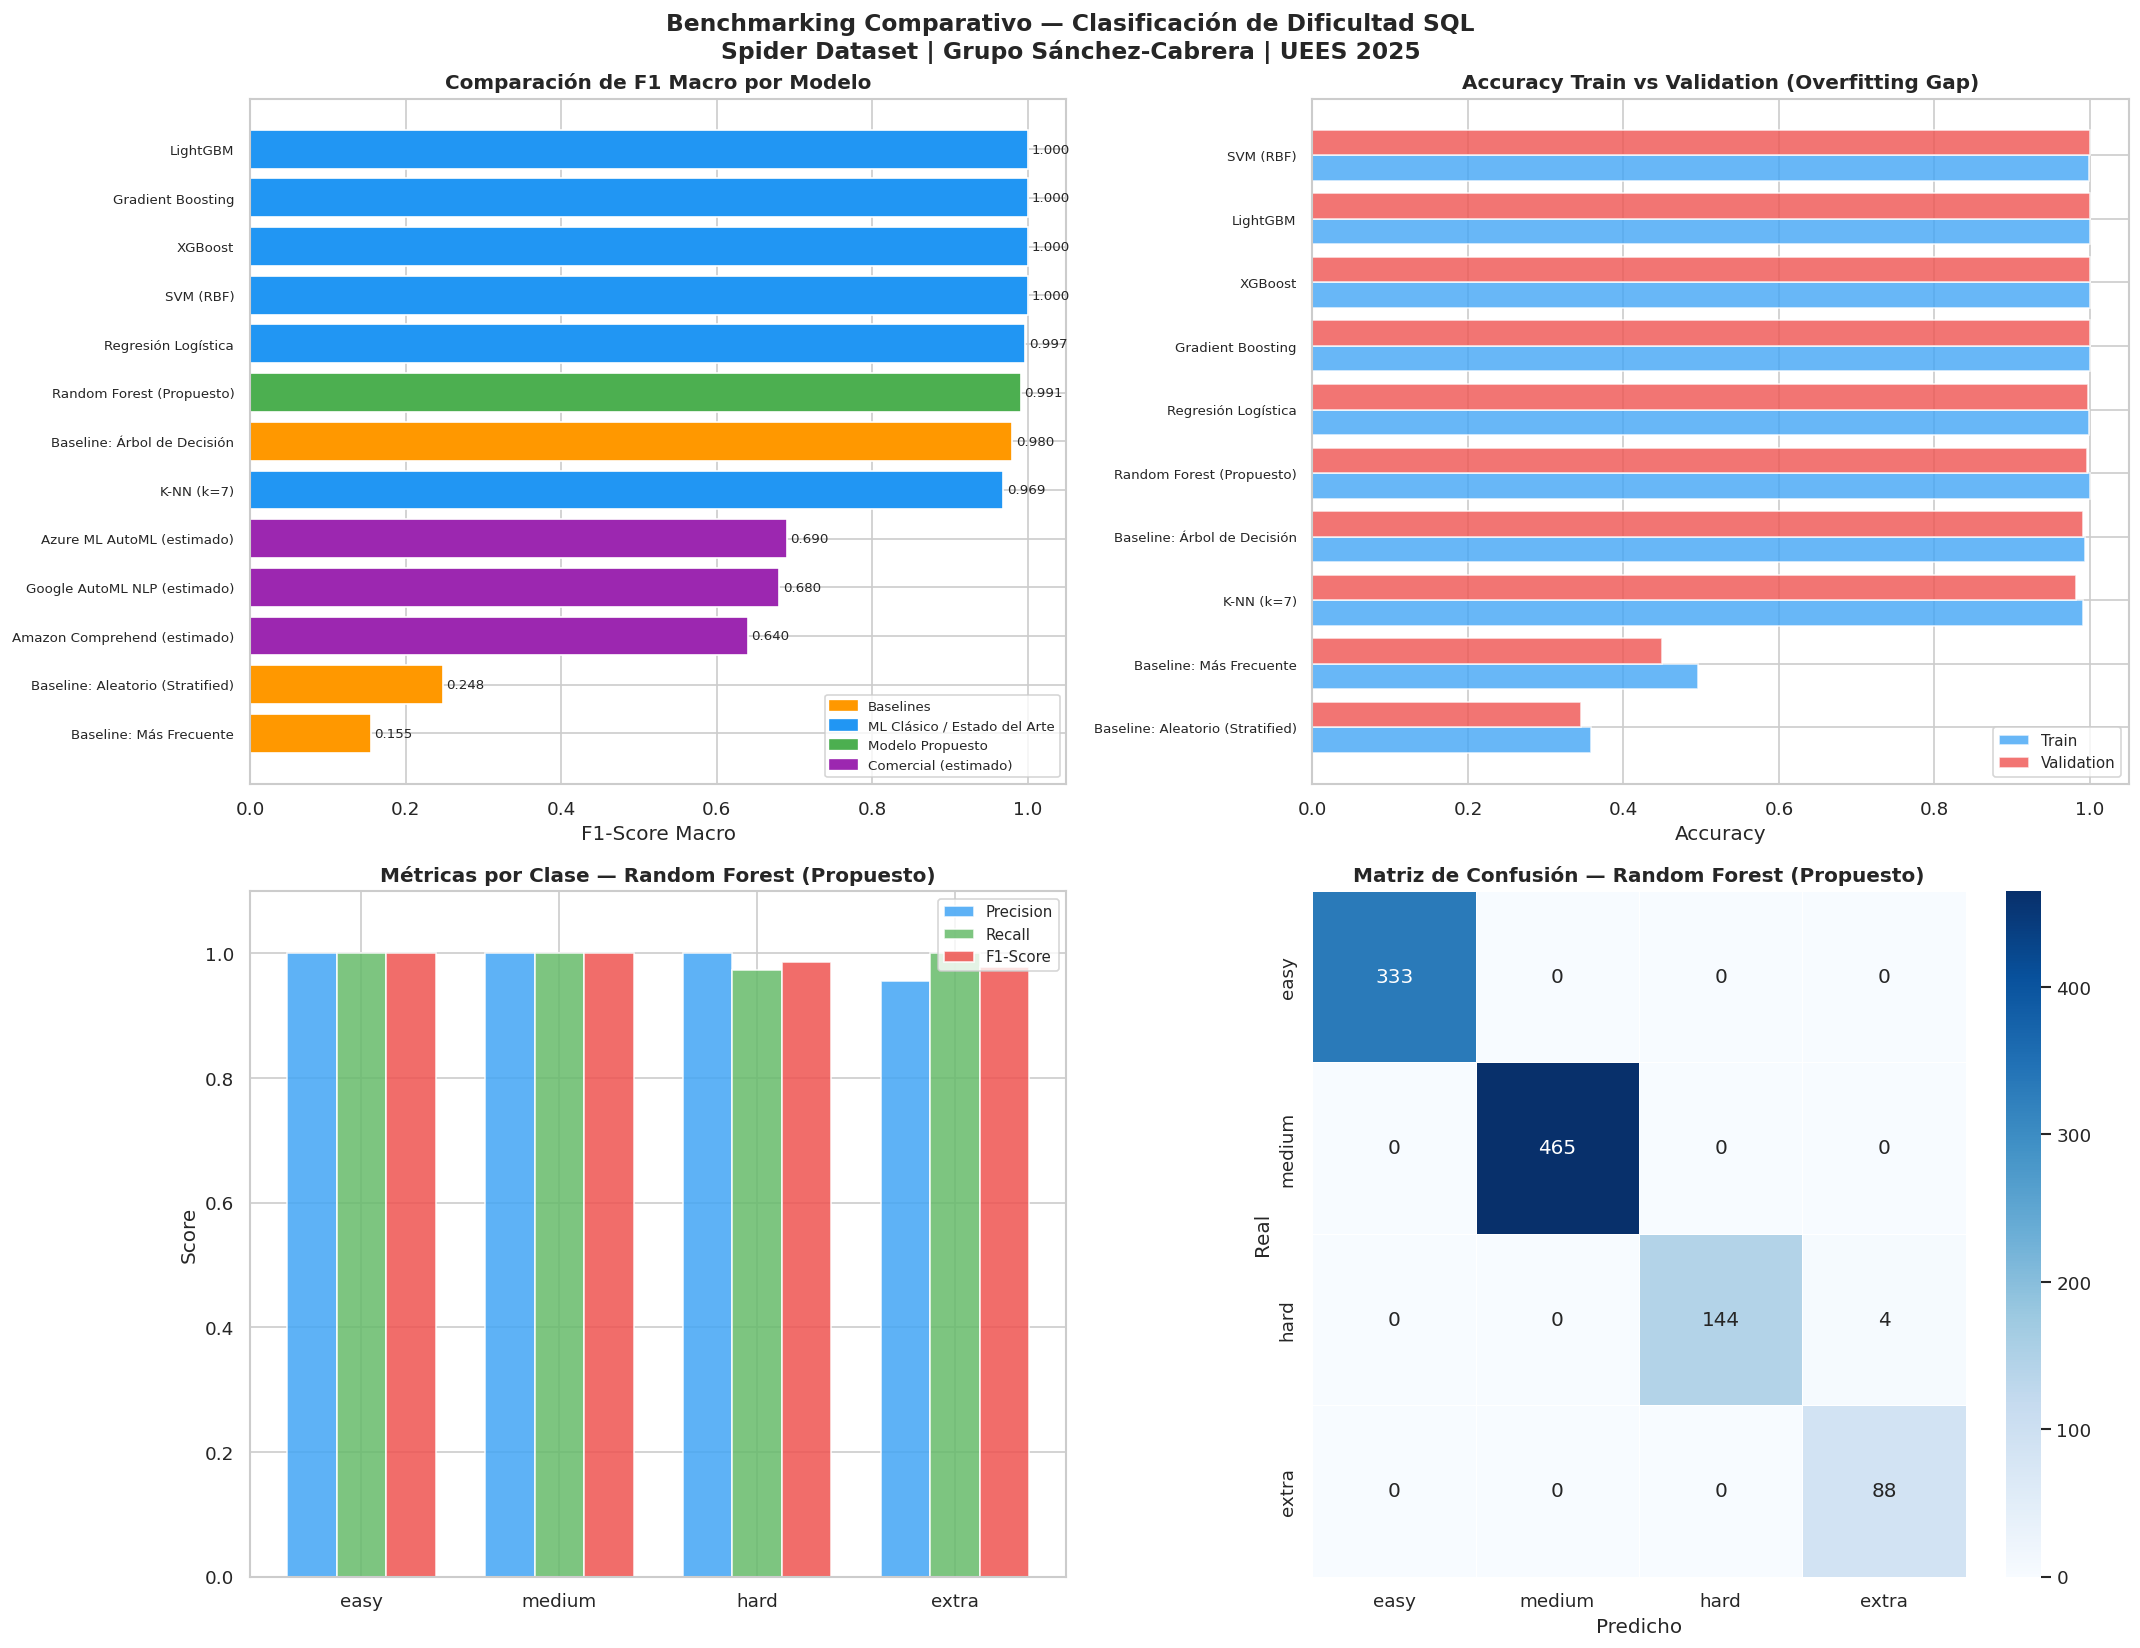 Benchmarking Comparativo — Clasificación de Dificultad SQL
Spider Dataset | Grupo Sánchez-Cabrera | UEES 2025
Comparación de F1 Macro por Modelo
LightGBM
1.000
Gradient Boosting
1.000
XGBoost
1.000
SVM (RBF)
1.000
Regresión Logística
0.997
Random Forest (Propuesto)
0.991
Baseline: Árbol de Decisión
0.980
K-NN (k=7)
0.969
Azure ML AutoML (estimado)
0.690
Google AutoML NLP (estimado)
0.680
Amazon Comprehend (estimado)
0.640
Baseline: Aleatorio (Stratified)
0.248
Baseline: Más Frecuente
0.155
Baselines
ML Clásico / Estado del Arte
Modelo Propuesto
Comercial (estimado)
0.0 0.2 0.4 0.6 0.8 1.0
F1-Score Macro
Accuracy Train vs Validation (Overfitting Gap)
SVM (RBF)
LightGBM
XGBoost
Gradient Boosting
Regresión Logística
Random Forest (Propuesto)
Baseline: Árbol de Decisión
K-NN (k=7)
Baseline: Más Frecuente
Baseline: Aleatorio (Stratified)
Train
Validation
0.0 0.2 0.4 0.6 0.8 1.0
Accuracy
Métricas por Clase — Random Forest (Propuesto)
Precision
Recall
F1-Score
1.0
0.8
0.6
0.4
0.2
0.0
Score
easy medium hard extra
Matriz de Confusión — Random Forest (Propuesto)
easy 333 0 0 0
medium 0 465 0 0
hard 0 0 144 4
extra 0 0 0 88
Real
easy medium hard extra
Predicho
400
300
200
100
0